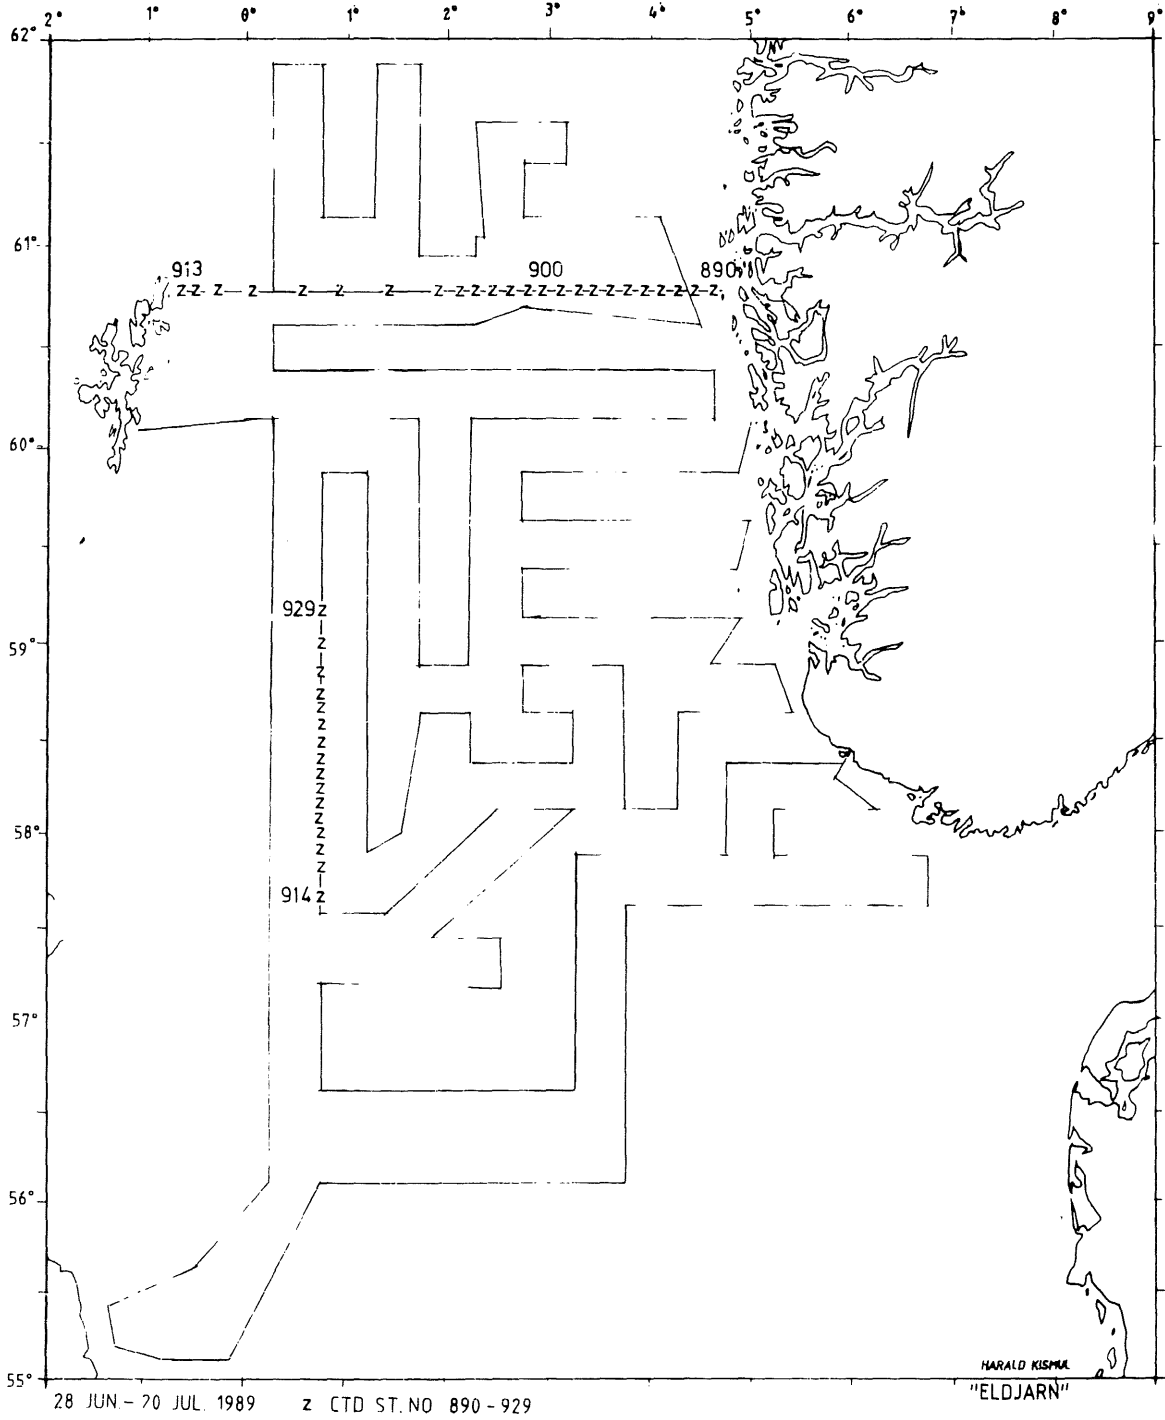 2° 1° 0° 1° 2° 3° 4° 5° 6° 7° 8° 9°
62°
61°
913 900 890
Z Z Z Z Z Z Z Z Z Z Z Z Z Z Z Z Z Z Z Z Z Z Z Z
60°
929 Z
59°
Z
Z
Z
Z
Z
Z
Z
Z
Z
Z
58°
Z
Z
Z
914 Z
57°
56°
55°
HARALD KISMUL
"ELDJARN"
28 JUN.- 20 JUL. 1989 Z CTD ST. NO 890 - 929